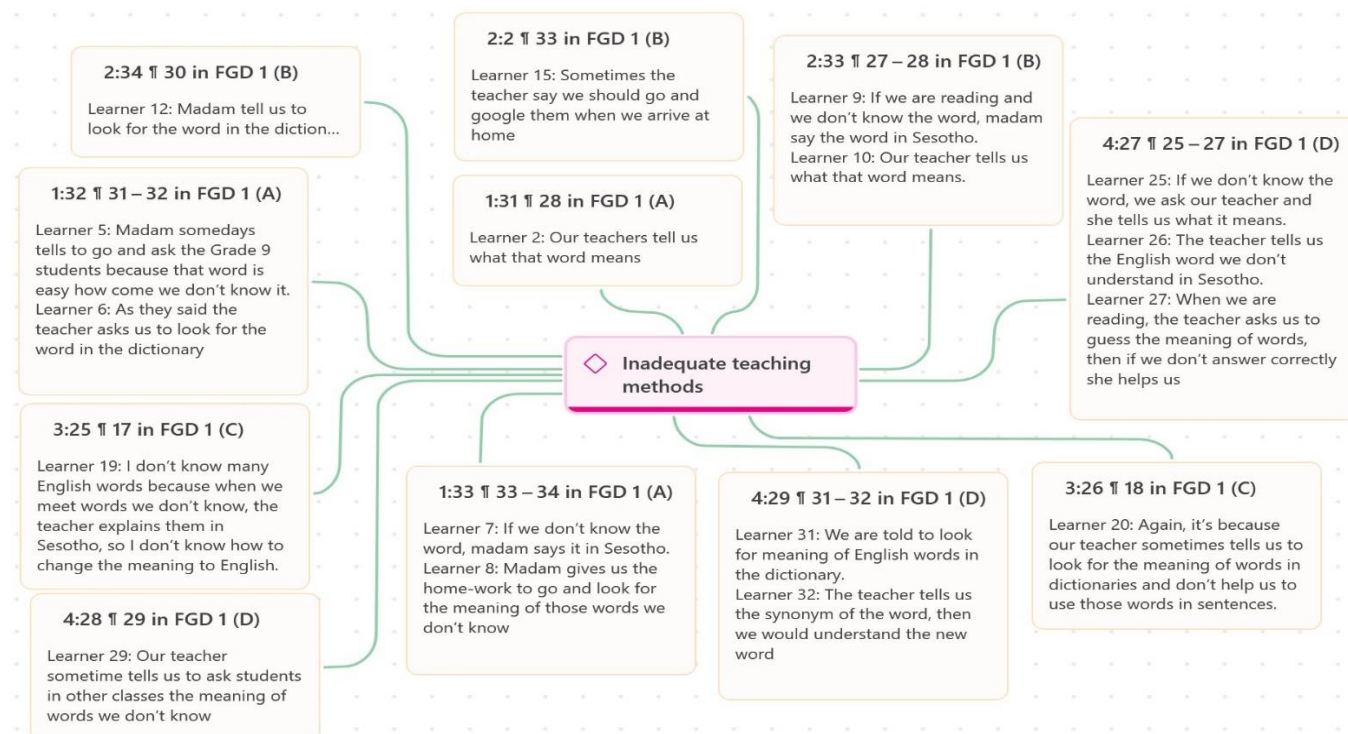 2:34 ¶ 30 in FGD 1 (B)
Learner 12: Madam tell us to
look for the word in the diction...
2:2 ¶ 33 in FGD 1 (B)
Learner 15: Sometimes the
teacher say we should go and
google them when we arrive at
home
2:33 ¶ 27 – 28 in FGD 1 (B)
Learner 9: If we are reading and
we don't know the word, madam
say the word in Sesotho.
Learner 10: Our teacher tells us
what that word means.
4:27 ¶ 25 – 27 in FGD 1 (D)
Learner 25: If we don't know the
word, we ask our teacher and
she tells us what it means.
Learner 26: The teacher tells us
the English word we don't
understand in Sesotho.
Learner 27: When we are
reading, the teacher asks us to
guess the meaning of words,
then if we don't answer correctly
she helps us
1:32 ¶ 31 – 32 in FGD 1 (A)
Learner 5: Madam somedays
tells to go and ask the Grade 9
students because that word is
easy how come we don't know it.
Learner 6: As they said the
teacher asks us to look for the
word in the dictionary
1:31 ¶ 28 in FGD 1 (A)
Learner 2: Our teachers tell us
what that word means
Inadequate teaching
methods
3:25 ¶ 17 in FGD 1 (C)
Learner 19: I don't know many
English words because when we
meet words we don't know, the
teacher explains them in
Sesotho, so I don't know how to
change the meaning to English.
1:33 ¶ 33 – 34 in FGD 1 (A)
Learner 7: If we don't know the
word, madam says it in Sesotho.
Learner 8: Madam gives us the
home-work to go and look for
the meaning of those words we
don't know
4:29 ¶ 31 – 32 in FGD 1 (D)
Learner 31: We are told to look
for meaning of English words in
the dictionary.
Learner 32: The teacher tells us
the synonym of the word, then
we would understand the new
word
3:26 ¶ 18 in FGD 1 (C)
Learner 20: Again, it's because
our teacher sometimes tells us to
look for the meaning of words in
dictionaries and don't help us to
use those words in sentences.
4:28 ¶ 29 in FGD 1 (D)
Learner 29: Our teacher
sometime tells us to ask students
in other classes the meaning of
words we don't know